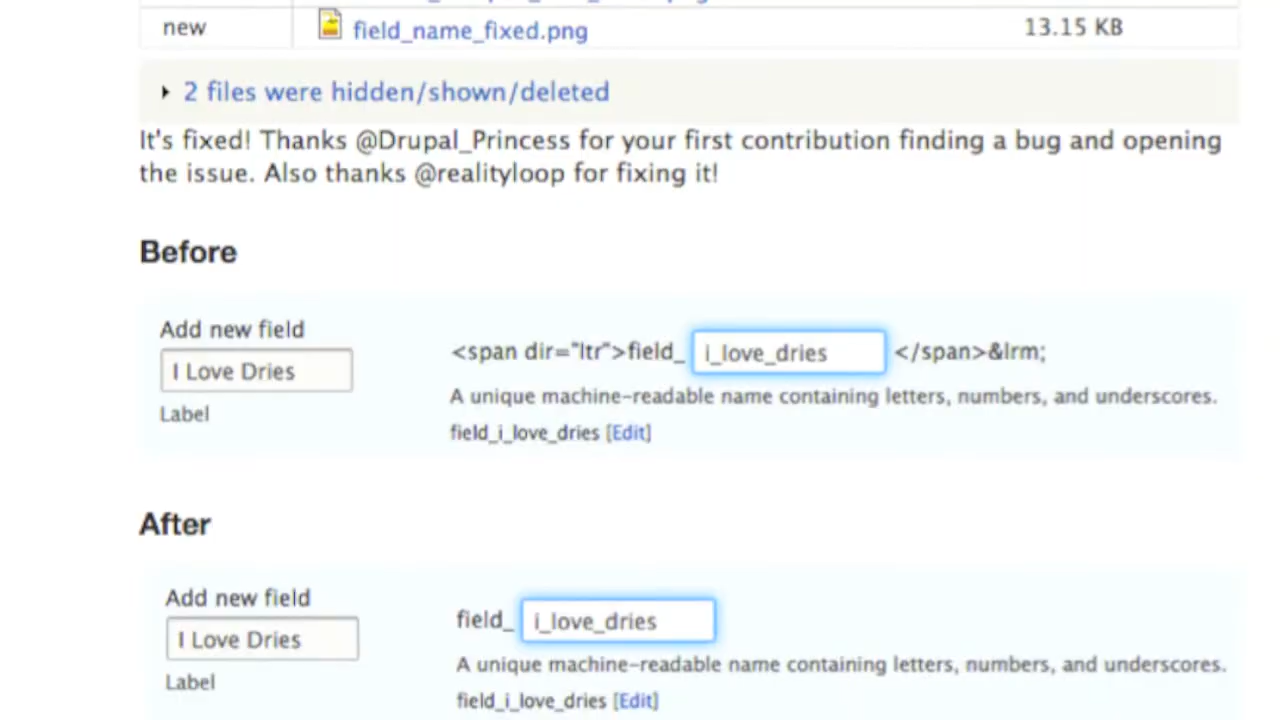 new field_name_fixed.png 13.15 KB
2 files were hidden/shown/deleted
It's fixed! Thanks @Drupal_Princess for your first contribution finding a bug and opening
the issue. Also thanks @realityloop for fixing it!
Before
Add new field
I Love Dries
Label
<span dir="ltr">field_ i_love_dries </span>&lrm;
A unique machine-readable name containing letters, numbers, and underscores.
field_i_love_dries [Edit]
After
Add new field
I Love Dries
Label
field_ i_love_dries
A unique machine-readable name containing letters, numbers, and underscores.
field_i_love_dries [Edit]